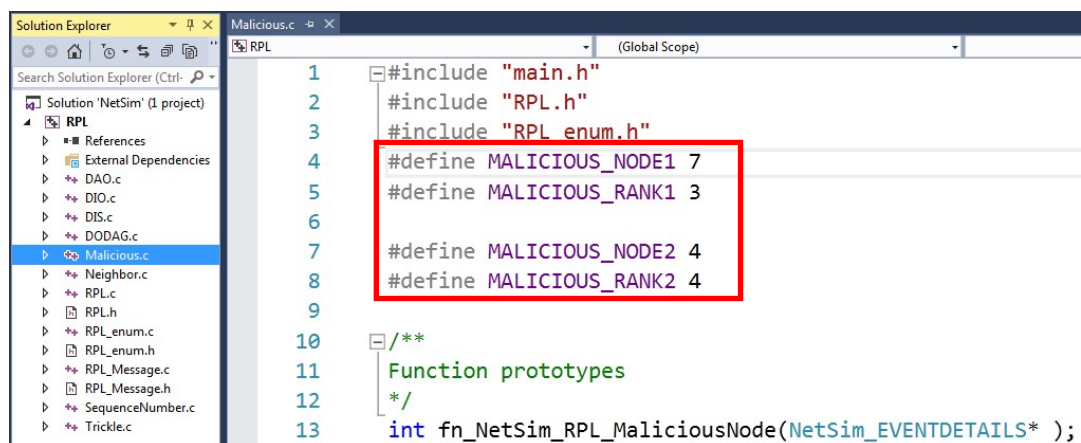 Solution Explorer
Search Solution Explorer (Ctrl-
Solution 'NetSim' (1 project)
RPL
References
External Dependencies
DAO.c
DIO.c
DIS.c
DODAG.c
Malicious.c
Neighbor.c
RPL.c
RPL.h
RPL_enum.c
RPL_enum.h
RPL_Message.c
RPL_Message.h
SequenceNumber.c
Trickle.c
Malicious.c
RPL (Global Scope)
1 #include "main.h"
2 #include "RPL.h"
3 #include "RPL_enum.h"
4 #define MALICIOUS_NODE1 7
5 #define MALICIOUS_RANK1 3
6
7 #define MALICIOUS_NODE2 4
8 #define MALICIOUS_RANK2 4
9
10 /**
11 Function prototypes
12 */
13 int fn_NetSim_RPL_MaliciousNode(NetSim_EVENTDETAILS* );